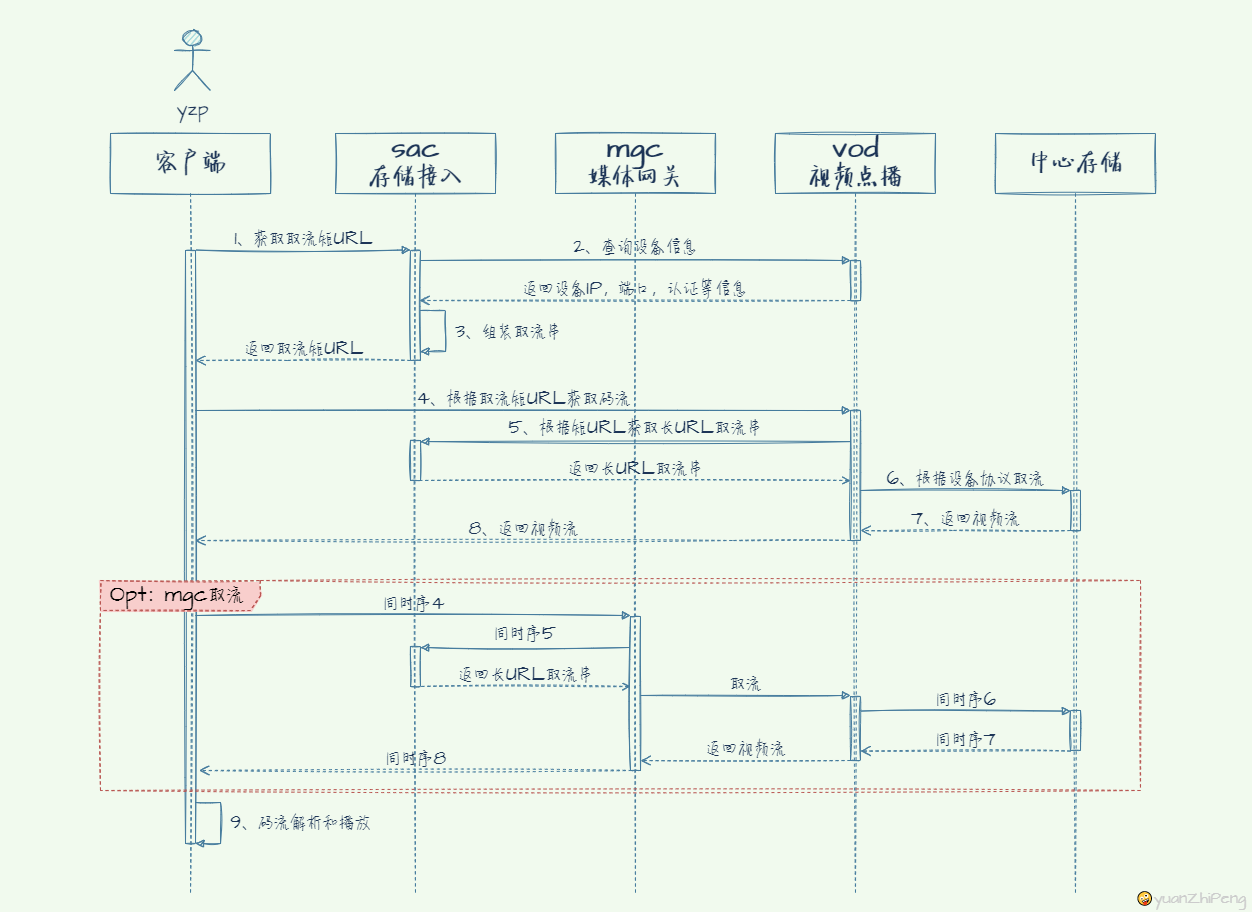 yzp
客户端
sac
存储接入
mgc
媒体网关
vod
视频点播
中心存储
1、获取取流短URL
2、查询设备信息
返回设备IP，端口，认证等信息
3、组装取流串
返回取流短URL
4、根据取流短URL获取码流
5、根据短URL获取长URL取流串
返回长URL取流串
6、根据设备协议取流
7、返回视频流
8、返回视频流
Opt: mgc取流
同时序4
同时序5
返回长URL取流串
取流
同时序6
同时序7
返回视频流
同时序8
9、码流解析和播放
yuanZhiPeng